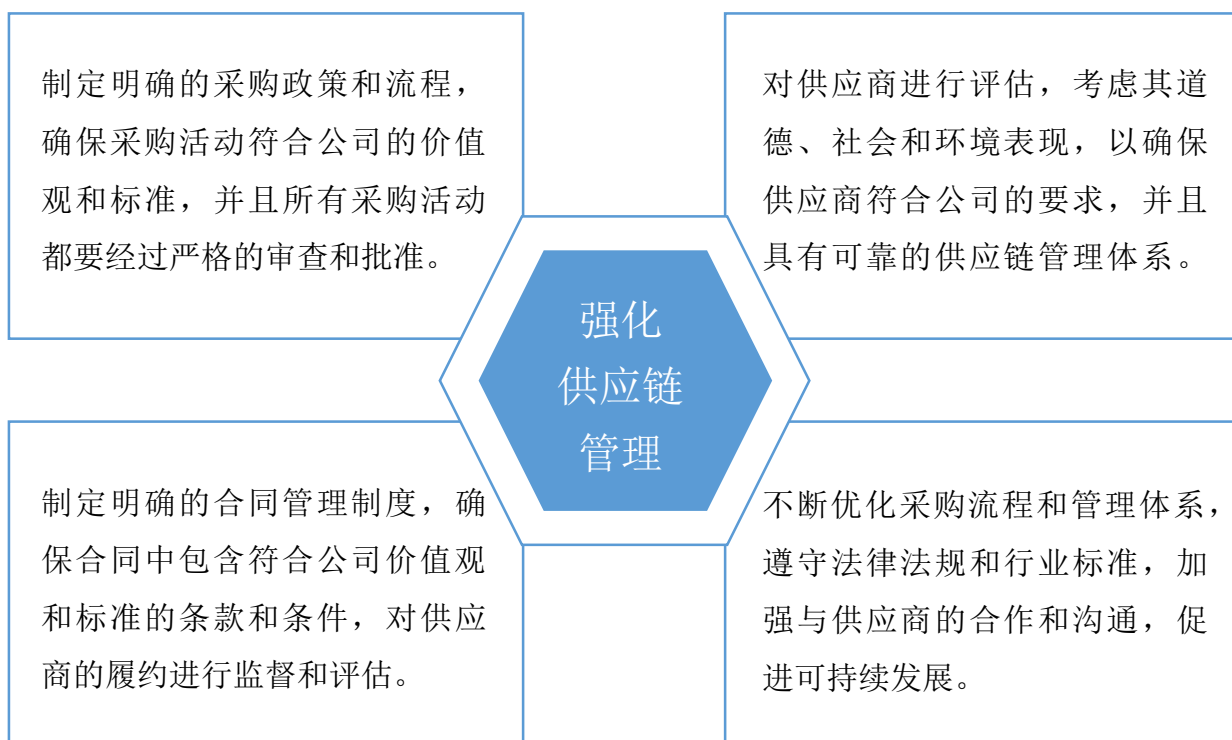 制定明确的采购政策和流程，
确保采购活动符合公司的价值
观和标准，并且所有采购活动
都要经过严格的审查和批准。
对供应商进行评估，考虑其道
德、社会和环境表现，以确保
供应商符合公司的要求，并且
具有可靠的供应链管理体系。
强化
供应链
管理
制定明确的合同管理制度，确
保合同中包含符合公司价值观
和标准的条款和条件，对供应
商的履约进行监督和评估。
不断优化采购流程和管理体系，
遵守法律法规和行业标准，加
强与供应商的合作和沟通，促
进可持续发展。